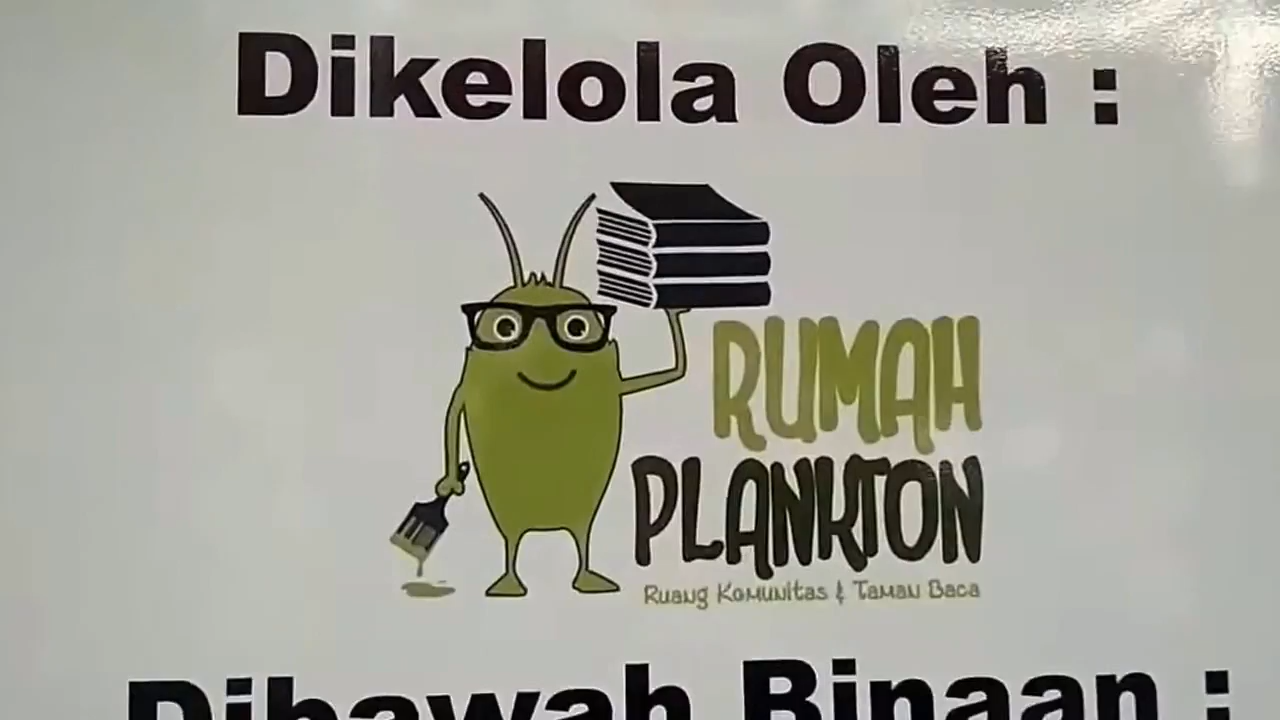 Dikelola Oleh :
RUMAH
PLANKTON
Ruang Komunitas & Taman Baca
Dibawah Binaan :